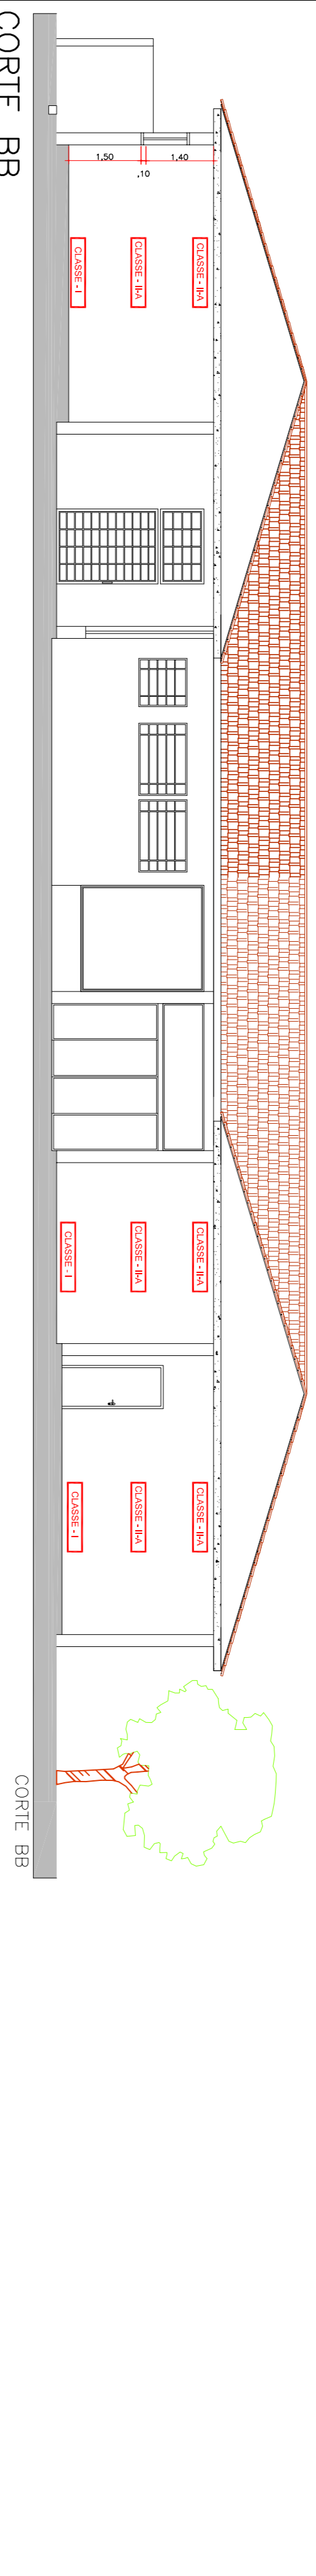 CLASSE - II-A
CLASSE - II-A
CLASSE - I
1,40
,10
1,50
CLASSE - II-A
CLASSE - II-A
CLASSE - I
CLASSE - II-A
CLASSE - II-A
CLASSE - I
CORTE BB
CORTE BB